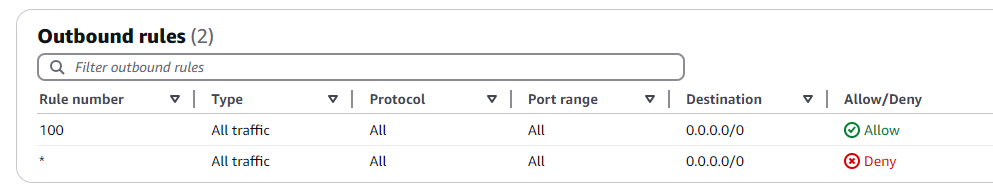 Outbound rules (2)
Filter outbound rules
Rule number Type Protocol Port range Destination Allow/Deny
100 All traffic All All 0.0.0.0/0 Allow
* All traffic All All 0.0.0.0/0 Deny